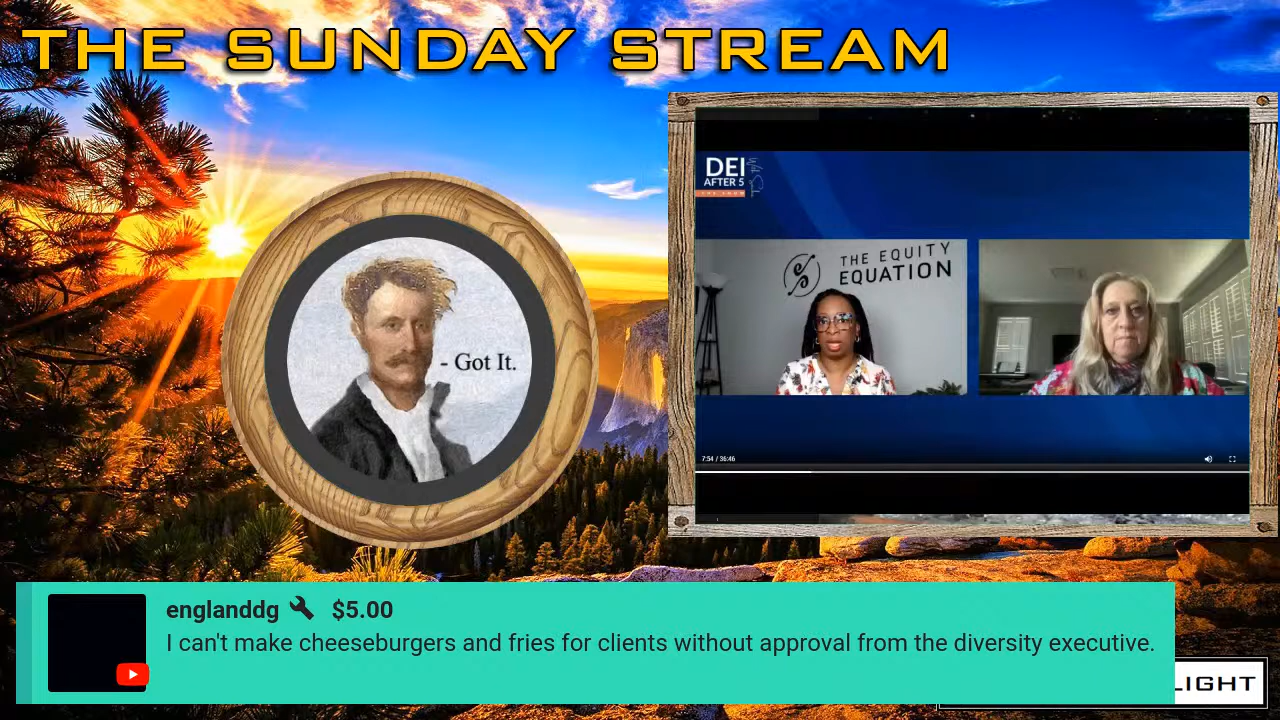 THE SUNDAY STREAM
DEI
AFTER 5
THE EQUITY
EQUATION
- Got It.
7:54 / 36:46
englanddg $5.00
I can't make cheeseburgers and fries for clients without approval from the diversity executive.
LIGHT